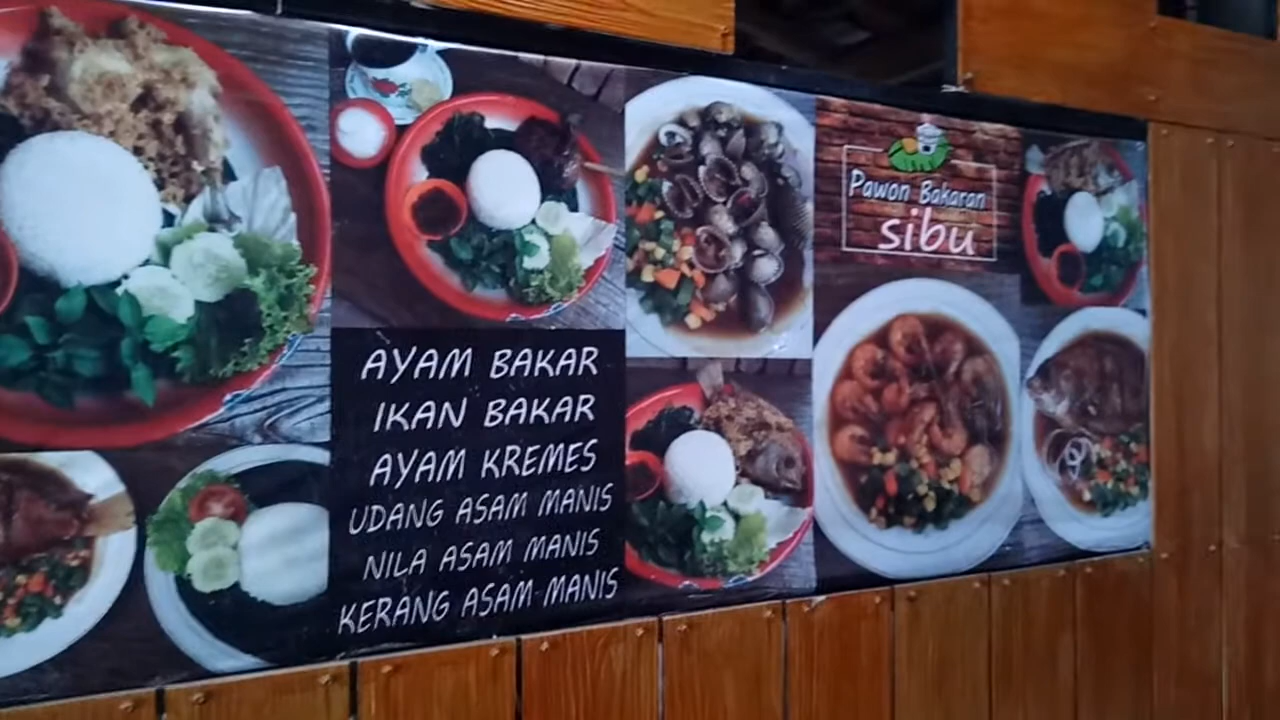 AYAM BAKAR
IKAN BAKAR
AYAM KREMES
UDANG ASAM MANIS
NILA ASAM MANIS
KERANG ASAM MANIS
Pawon Bakaran
sibu